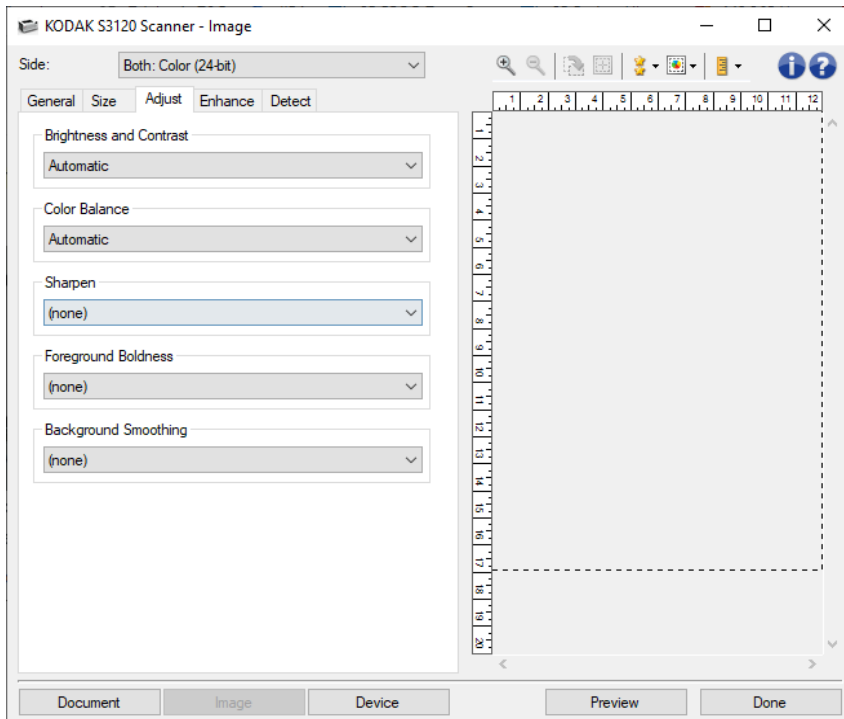 KODAK S3120 Scanner - Image
Side: Both: Color (24-bit)
General Size Adjust Enhance Detect
Brightness and Contrast
Automatic
Color Balance
Automatic
Sharpen
(none)
Foreground Boldness
(none)
Background Smoothing
(none)
1 2 3 4 5 6 7 8 9 10 11 12
1
2
3
4
5
6
7
8
9
10
11
12
13
14
15
16
17
18
19
20
Document Image Device Preview Done